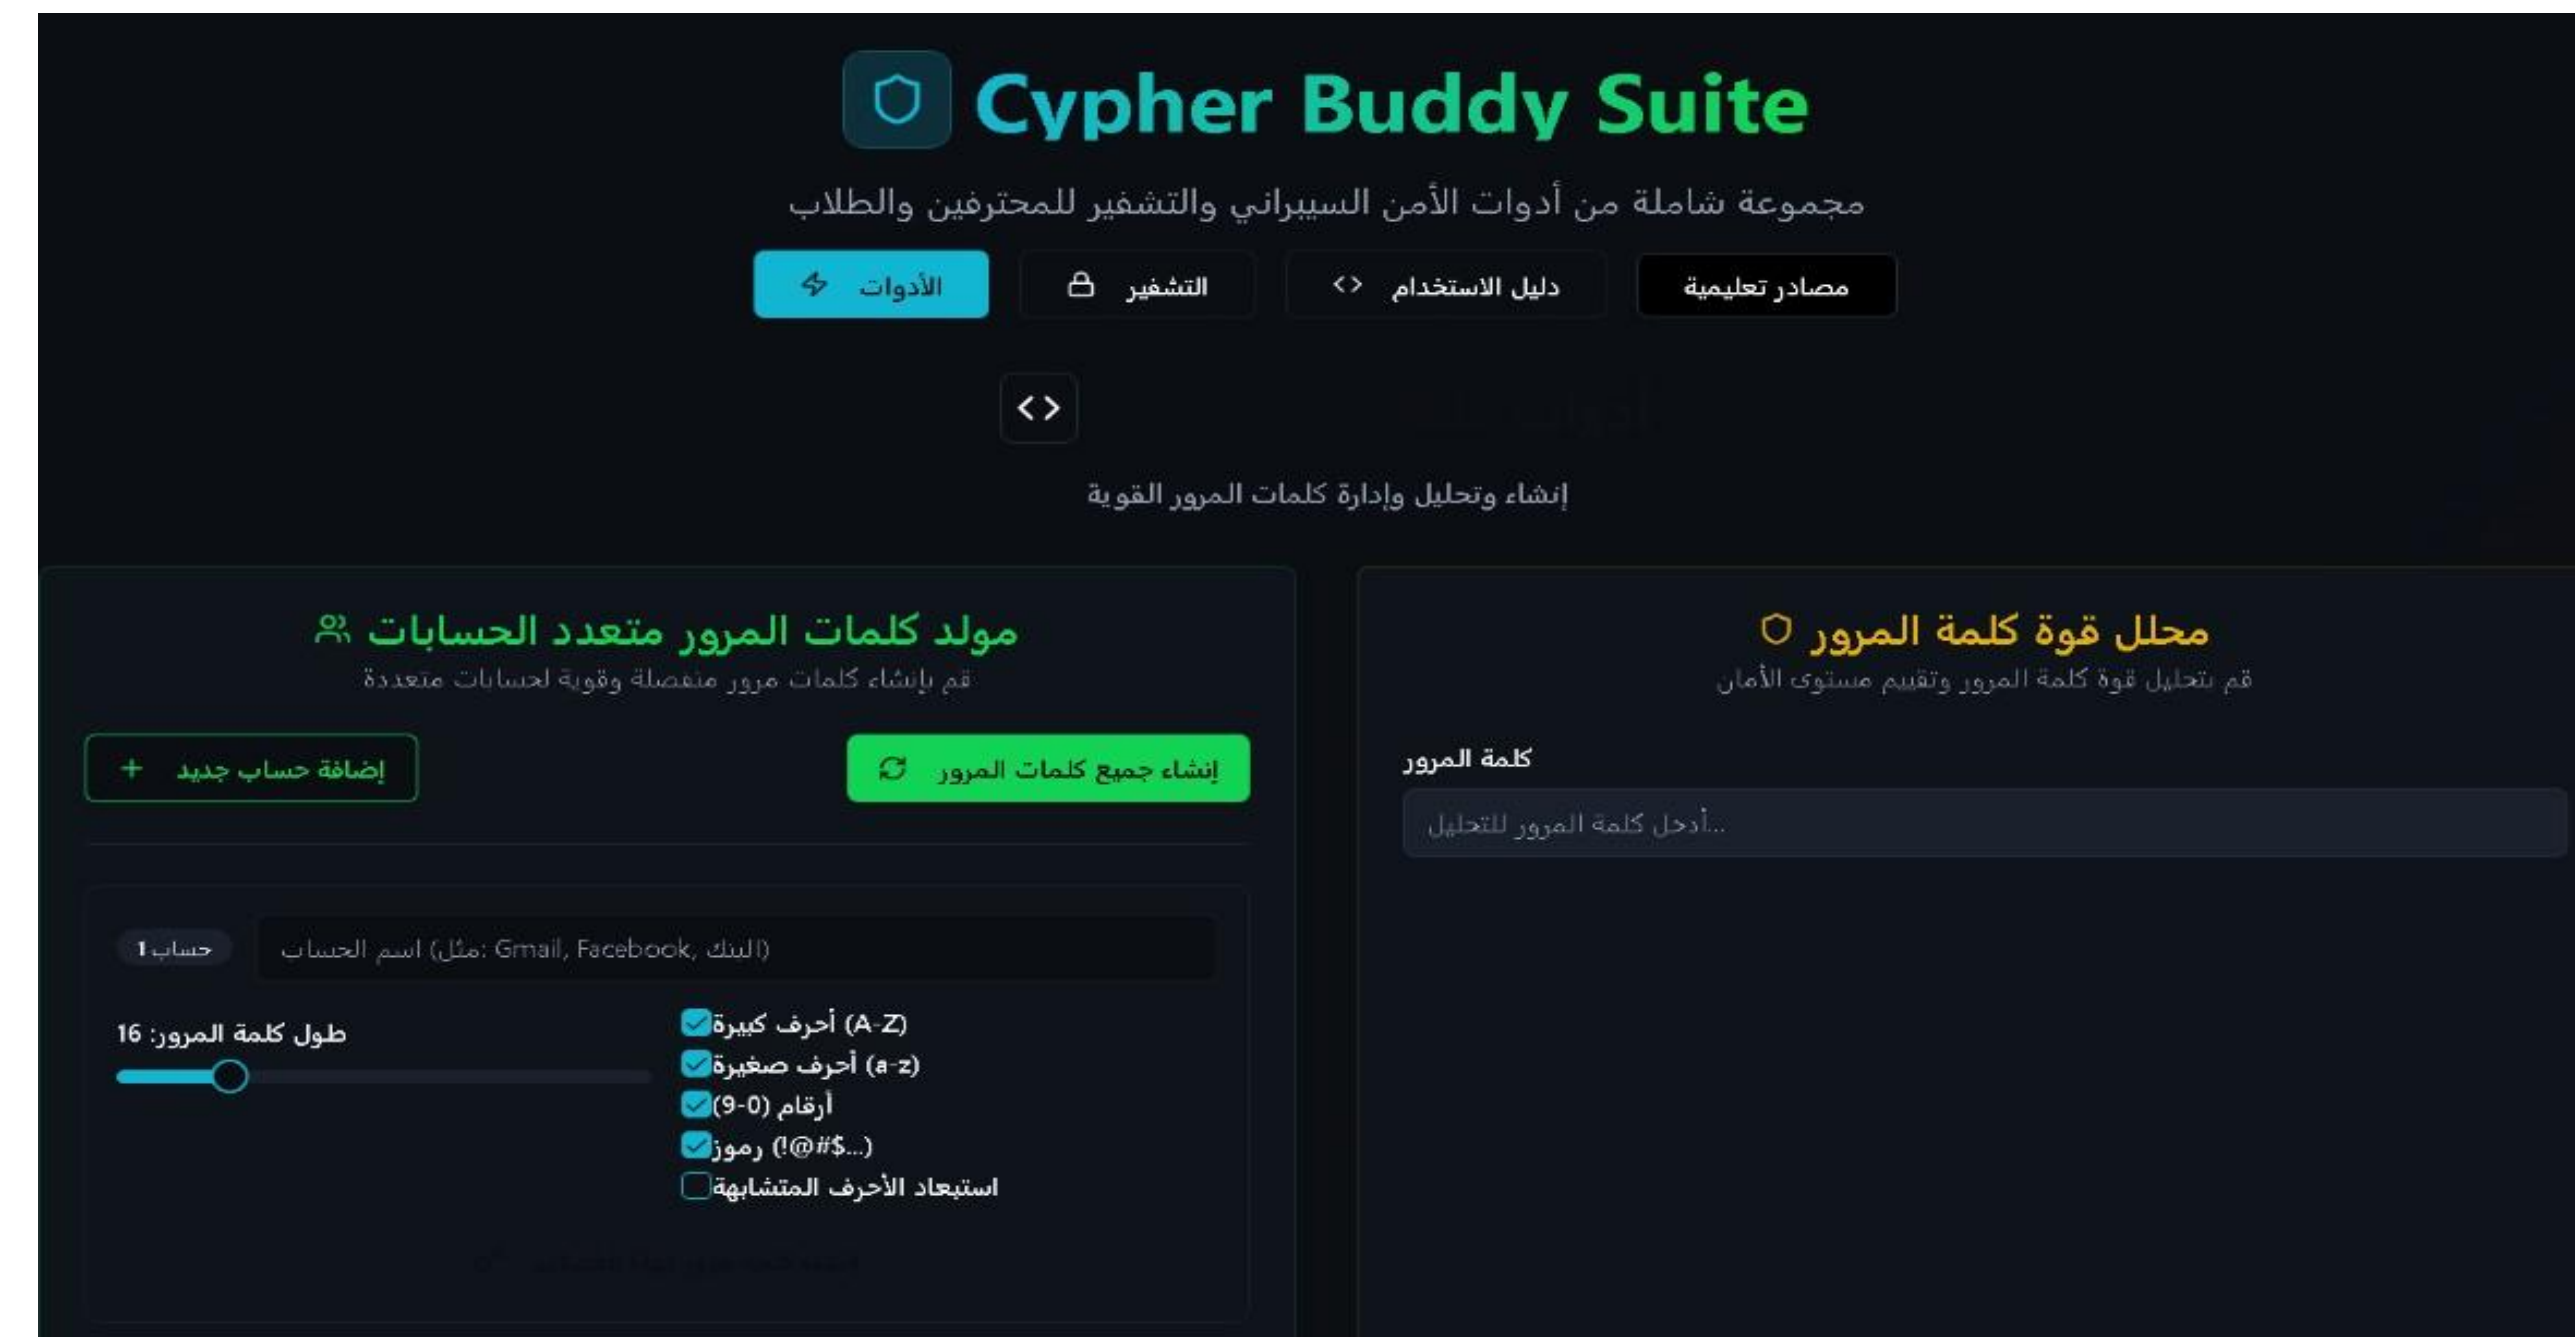 Cypher Buddy Suite
مجموعة شاملة من أدوات الأمن السيبراني والتشفير للمحترفين والطلاب
مصادر تعليمية
دليل الاستخدام
التشفير
الأدوات
إنشاء وتحليل وإدارة كلمات المرور القوية
محلل قوة كلمة المرور
قم بتحليل قوة كلمة المرور وتقييم مستوى الأمان
كلمة المرور
أدخل كلمة المرور للتحليل...
مولد كلمات المرور متعدد الحسابات
قم بإنشاء كلمات مرور منفصلة وقوية لحسابات متعددة
إنشاء جميع كلمات المرور
إضافة حساب جديد
حساب 1
اسم الحساب (مثل: Gmail, Facebook, البنك)
طول كلمة المرور: 16
أحرف كبيرة (A-Z)
أحرف صغيرة (a-z)
أرقام (0-9)
رموز (!@#$...)
استبعاد الأحرف المتشابهة